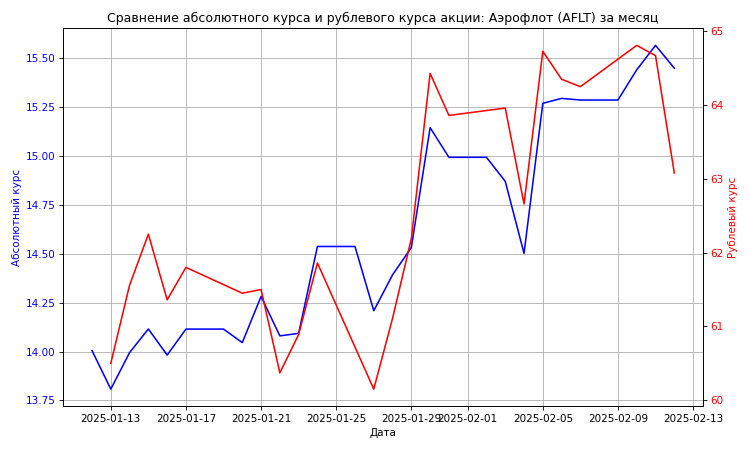 Сравнение абсолютного курса и рублевого курса акции: Аэрофлот (AFLT) за месяц
Абсолютный курс
15.50
15.25
15.00
14.75
14.50
14.25
14.00
13.75
65
64
63
62
61
60
Рублевый курс
2025-01-13 2025-01-17 2025-01-21 2025-01-25 2025-01-29 2025-02-01 2025-02-05 2025-02-09 2025-02-13
Дата